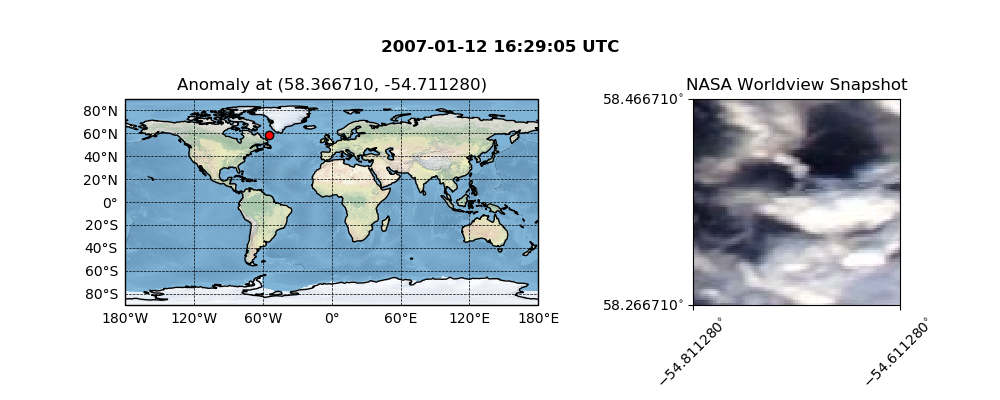 2007-01-12 16:29:05 UTC
Anomaly at (58.366710, -54.711280)
80°N
60°N
40°N
20°N
0°
20°S
40°S
60°S
80°S
180°W 120°W 60°W 0° 60°E 120°E 180°E
NASA Worldview Snapshot
58.466710°
58.266710°
−54.811280°
−54.611280°